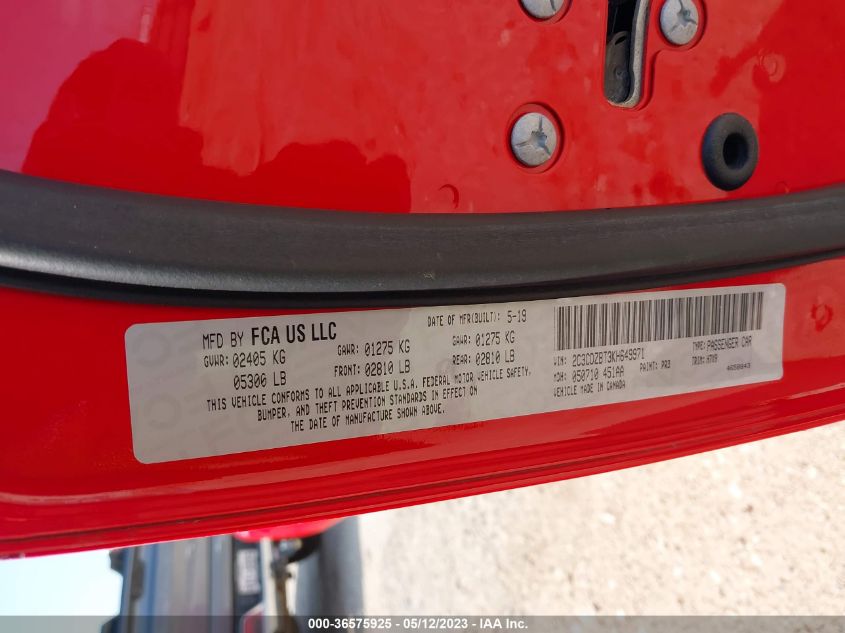 MFD BY FCA US LLC
DATE OF MFR(BUILT): 5-19
GVWR: 02405 KG
GAWR: 01275 KG
GAWR: 01275 KG
05300 LB
FRONT: 02810 LB
REAR: 02810 LB
THIS VEHICLE CONFORMS TO ALL APPLICABLE U.S.A. FEDERAL MOTOR VEHICLE SAFETY,
BUMPER, AND THEFT PREVENTION STANDARDS IN EFFECT ON
THE DATE OF MANUFACTURE SHOWN ABOVE.
VIN: 2C3CDZBT3KH649971
TYPE: PASSENGER CAR
MDH: 050710 451AA
PAINT: PR3
TRIM: H7X9
VEHICLE MADE IN CANADA
000-36575925 - 05/12/2023 - IAA Inc.